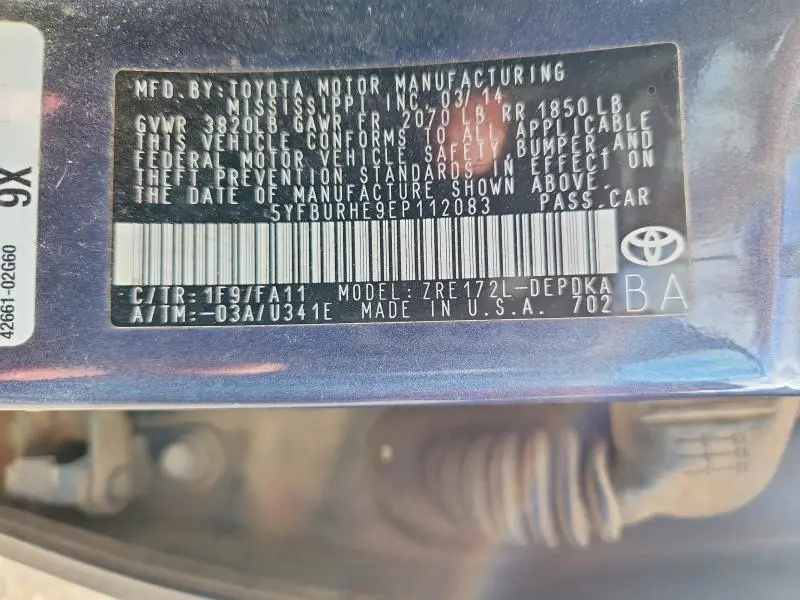 MFD.BY:TOYOTA MOTOR MANUFACTURING
MISSISSIPPI INC.03/14
GVWR 3820LB GAWR FR 2070 LB RR 1850LB
THIS VEHICLE CONFORMS TO ALL APPLICABLE
FEDERAL MOTOR VEHICLE SAFETY, BUMPER,AND
THEFT PREVENTION STANDARDS IN EFFECT ON
THE DATE OF MANUFACTURE SHOWN ABOVE.
5YFBURHE9EP112083 PASS.CAR
C/TR:1F9/FA11 MODEL:ZRE172L-DEPDKA
A/TM:-03A/U341E MADE IN U.S.A. 702
BA
9X
42661-02G60